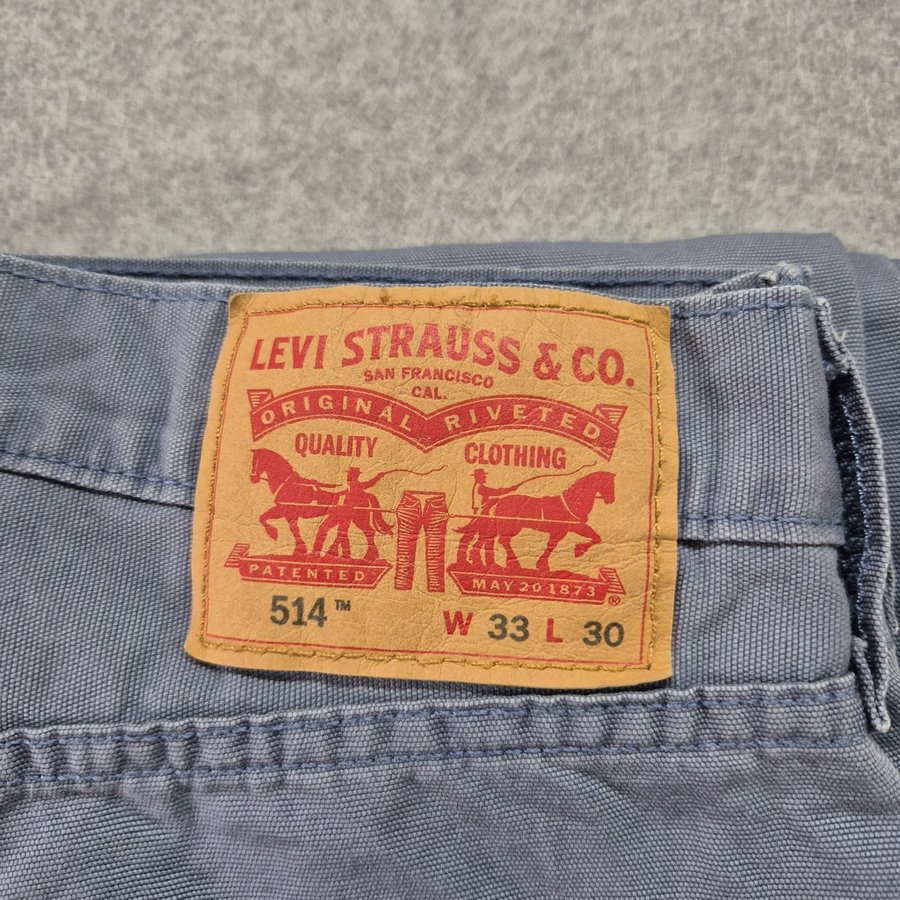 LEVI STRAUSS & CO.
SAN FRANCISCO
CAL.
ORIGINAL RIVETED
QUALITY CLOTHING
PATENTED MAY 20 1873 ®
514™ W 33 L 30